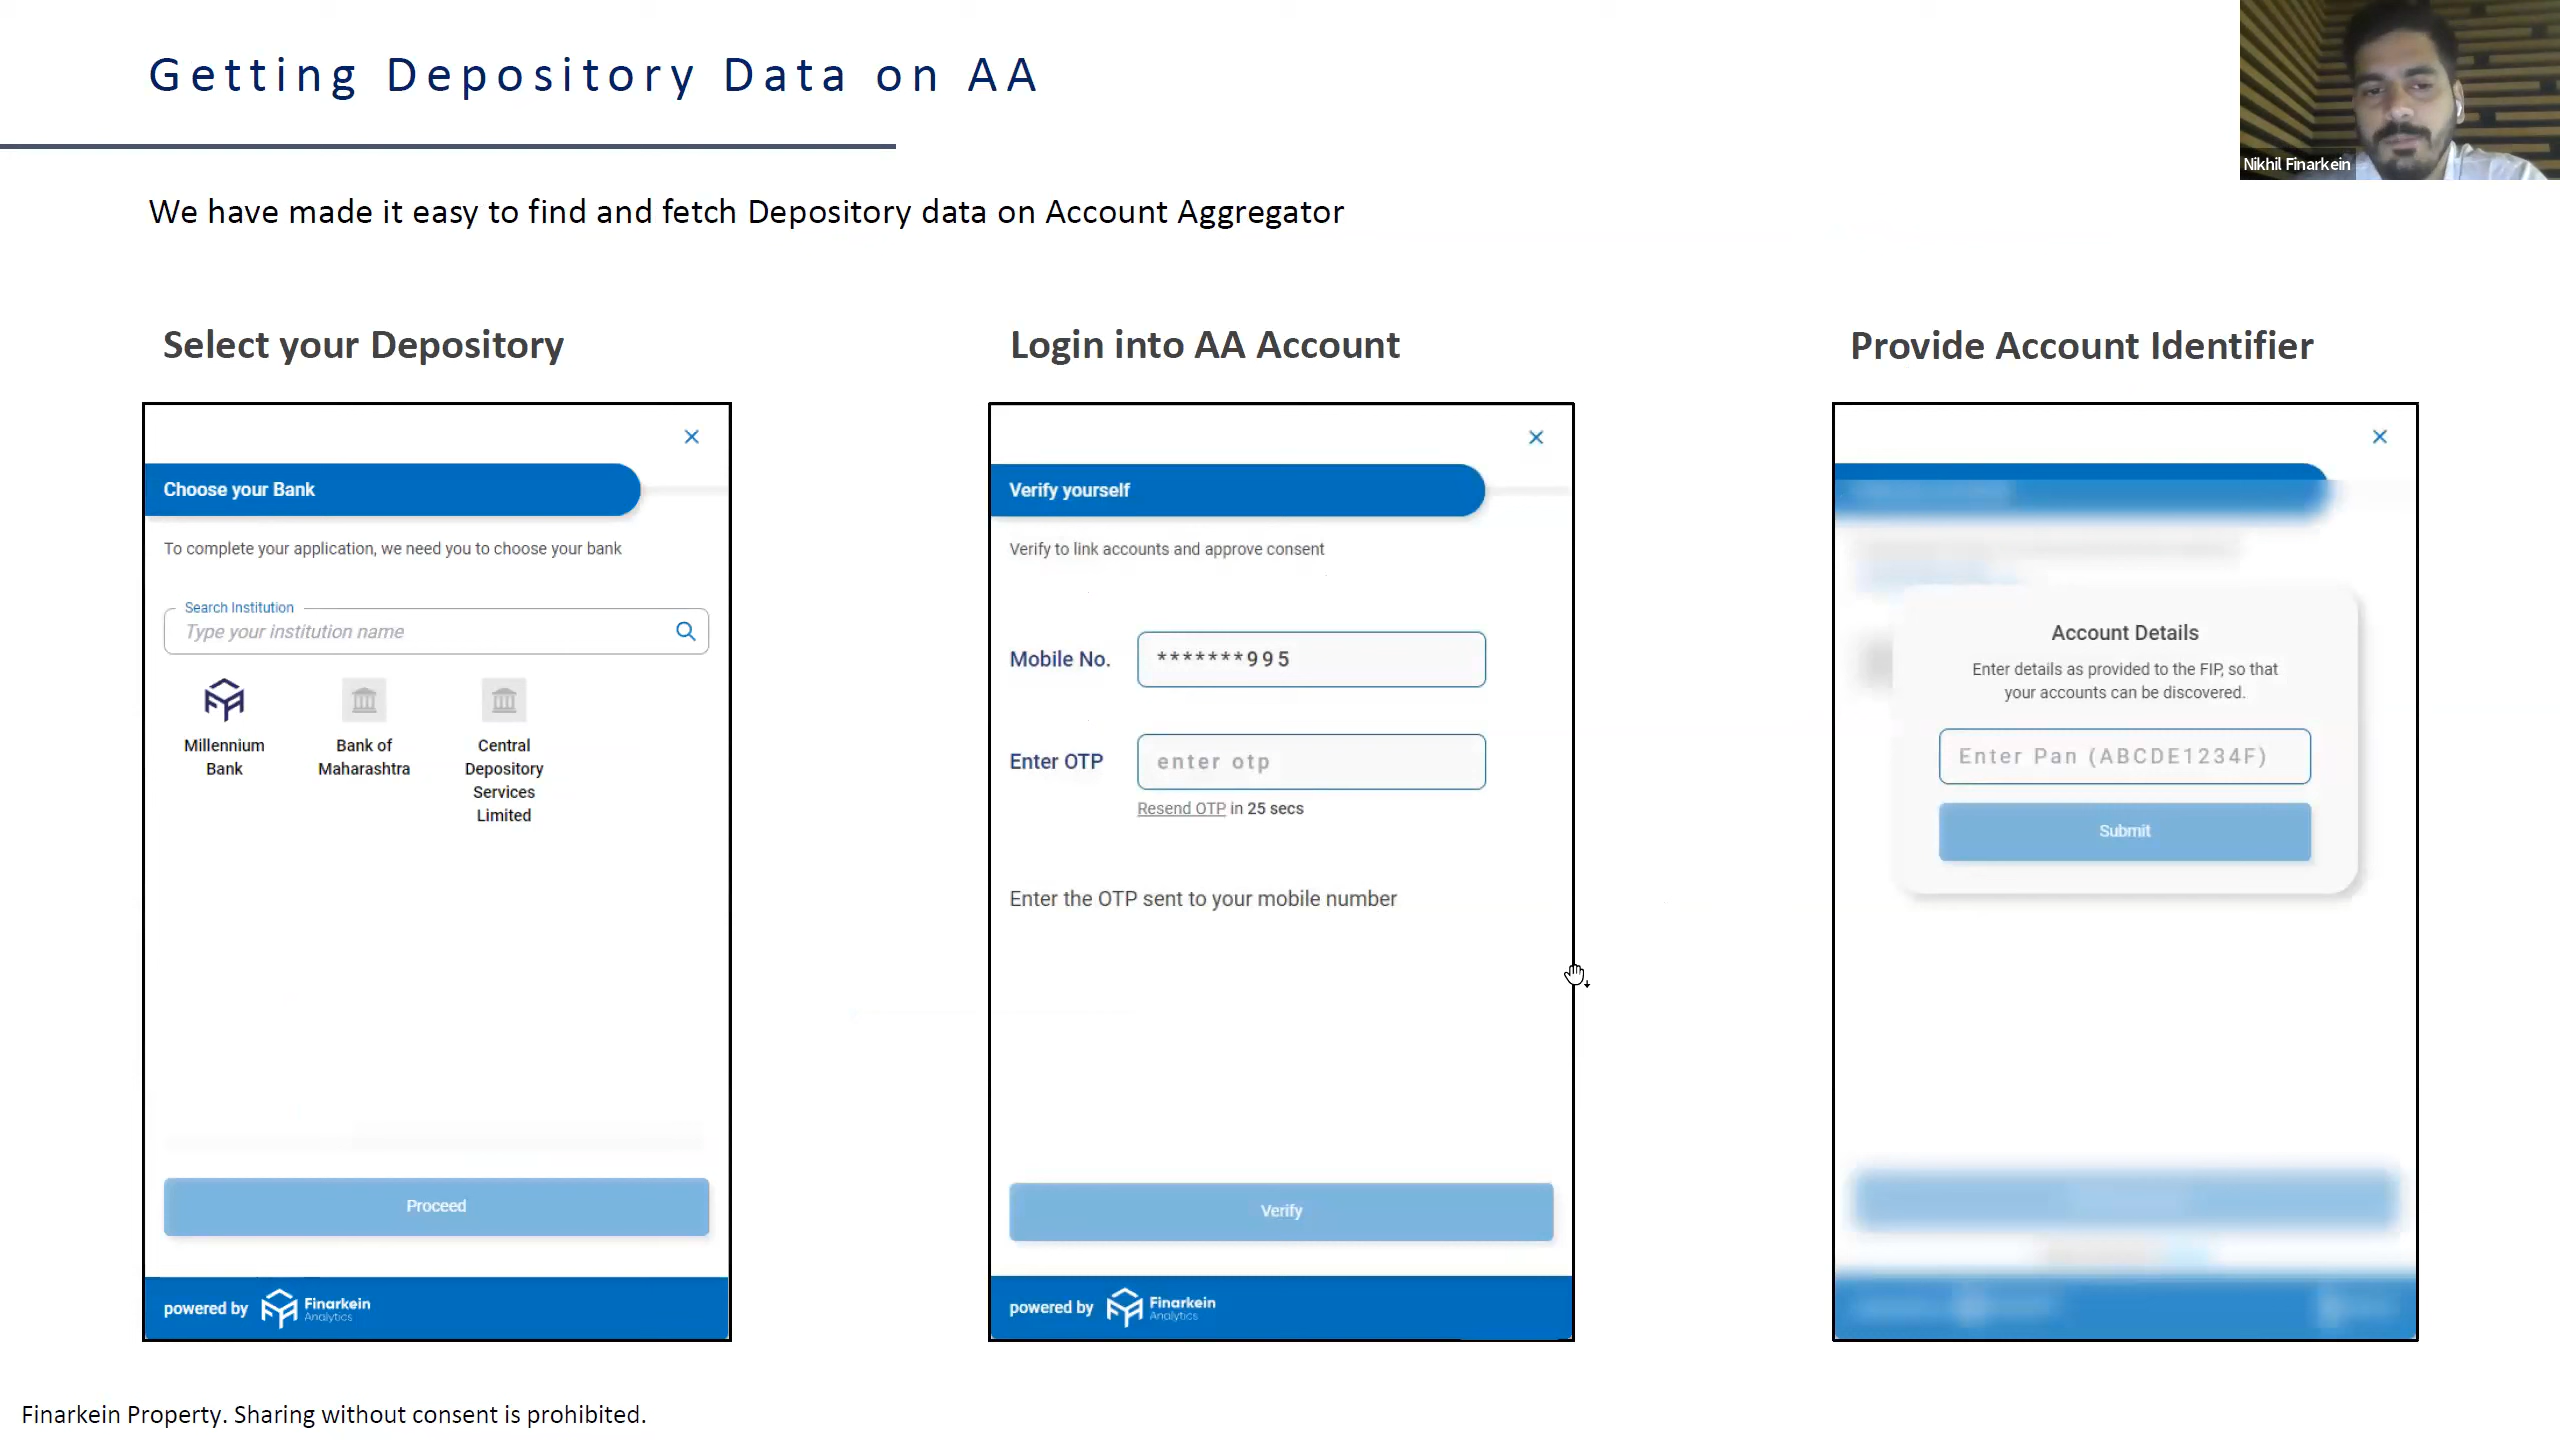 Getting Depository Data on AA
Nikhil Finarkein
We have made it easy to find and fetch Depository data on Account Aggregator
Select your Depository
Choose your Bank
To complete your application, we need you to choose your bank
Search Institution
Type your institution name
Millennium
Bank
Bank of
Maharashtra
Central
Depository
Services
Limited
Proceed
powered by
Finarkein
Analytics
Login into AA Account
Verify yourself
Verify to link accounts and approve consent
Mobile No.
*******995
Enter OTP
enter otp
Resend OTP in 25 secs
Enter the OTP sent to your mobile number
Verify
powered by
Finarkein
Analytics
Provide Account Identifier
Account Details
Enter details as provided to the FIP, so that
your accounts can be discovered.
Enter Pan (ABCDE1234F)
Submit
Finarkein Property. Sharing without consent is prohibited.